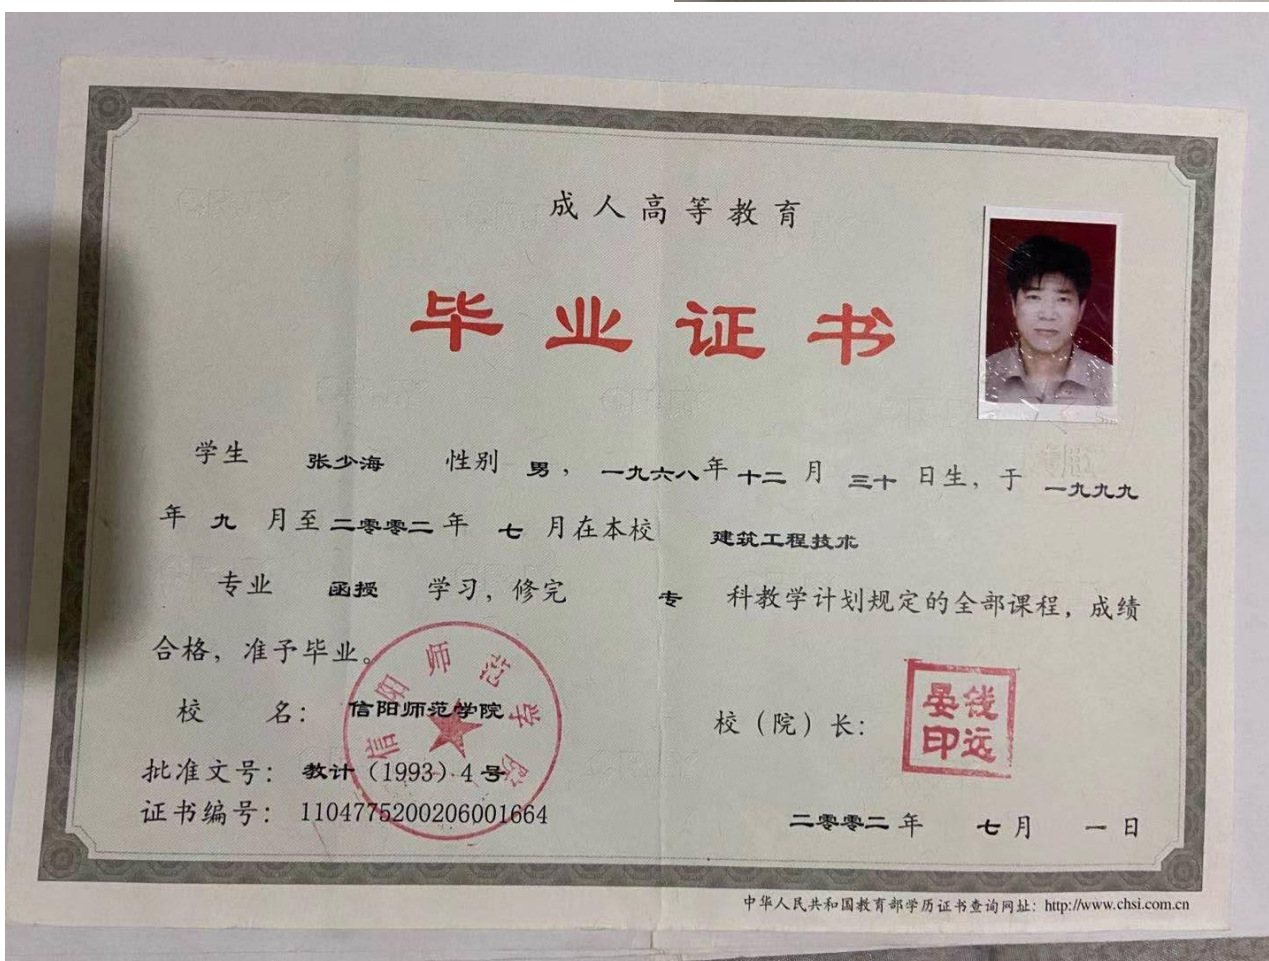 成人高等教育
毕业证书
学生 张少海 性别 男，一九六八年十二月三十日生，于一九九九
年九月至二零零二年七月在本校 建筑工程技术
专业 函授 学习，修完 专 科教学计划规定的全部课程，成绩
合格，准予毕业。
校 名：信阳师范学院
信阳师范学院
校（院）长：
钱远晏印
批准文号：教计（1993）4号
证书编号：110477520020600１664
二零零二年 七月 一日
中华人民共和国教育部学历证书查询网址：http://www.chsi.com.cn